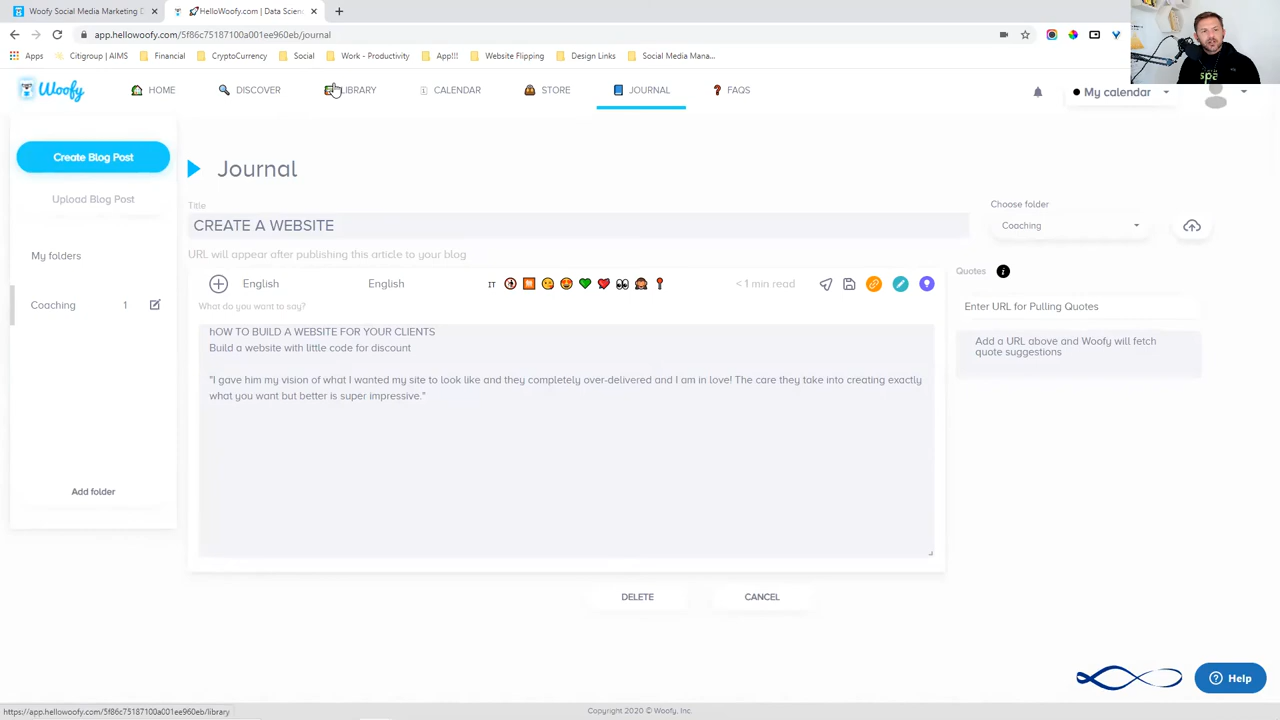 Woofy Social Media Marketing D
HelloWoofy.com | Data Scien
app.hellowoofy.com/5f86c75187100a001ee960eb/journal
Apps
Citigroup | AIMS
Financial
CryptoCurrency
Social
Work - Productivity
App!!!
Website Flipping
Design Links
Social Media Mana...
Woofy
HOME
DISCOVER
LIBRARY
CALENDAR
STORE
JOURNAL
FAQS
My calendar
Create Blog Post
Upload Blog Post
My folders
Coaching 1
Add folder
Journal
Title
CREATE A WEBSITE
Choose folder
Coaching
URL will appear after publishing this article to your blog
English
English
IT
< 1 min read
What do you want to say?
hOW TO BUILD A WEBSITE FOR YOUR CLIENTS
Build a website with little code for discount
"I gave him my vision of what I wanted my site to look like and they completely over-delivered and I am in love! The care they take into creating exactly
what you want but better is super impressive."
Quotes
Enter URL for Pulling Quotes
Add a URL above and Woofy will fetch
quote suggestions
DELETE
CANCEL
Help
https://app.hellowoofy.com/5f86c75187100a001ee960eb/library
Copyright 2020 © Woofy, Inc.